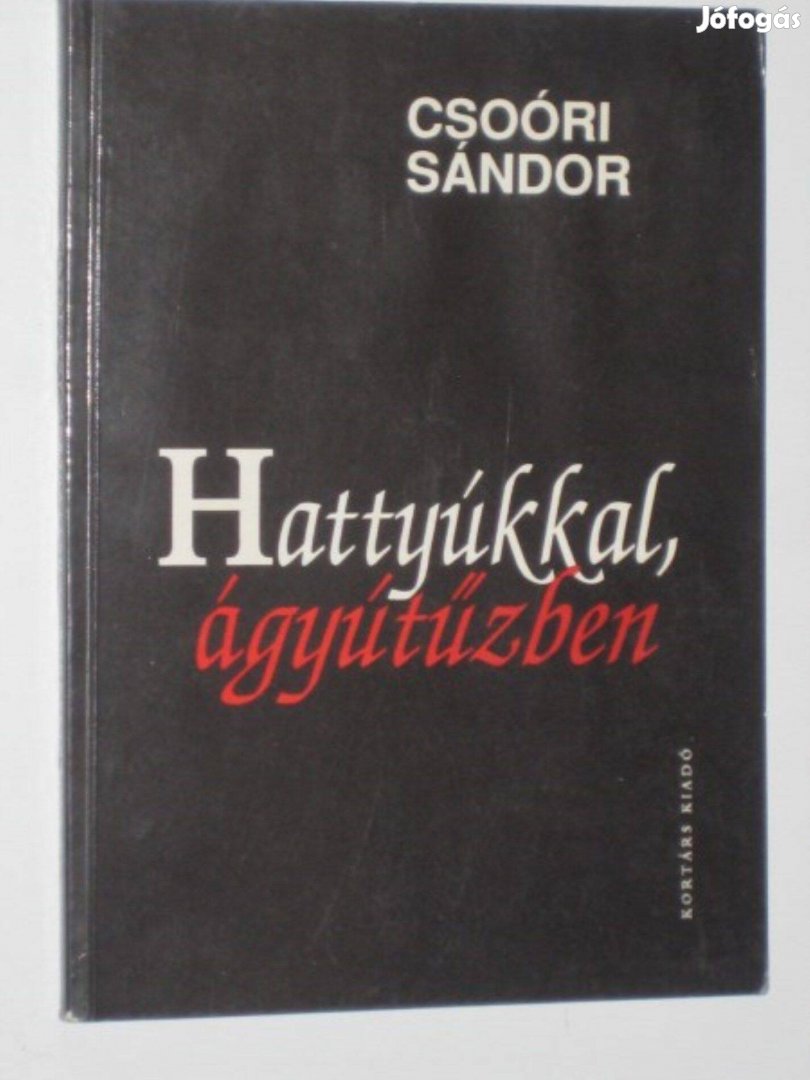 Jófogás
CSOÓRI
SÁNDOR
Hattyúkkal,
ágyútűzben
KORTÁRS KIADÓ